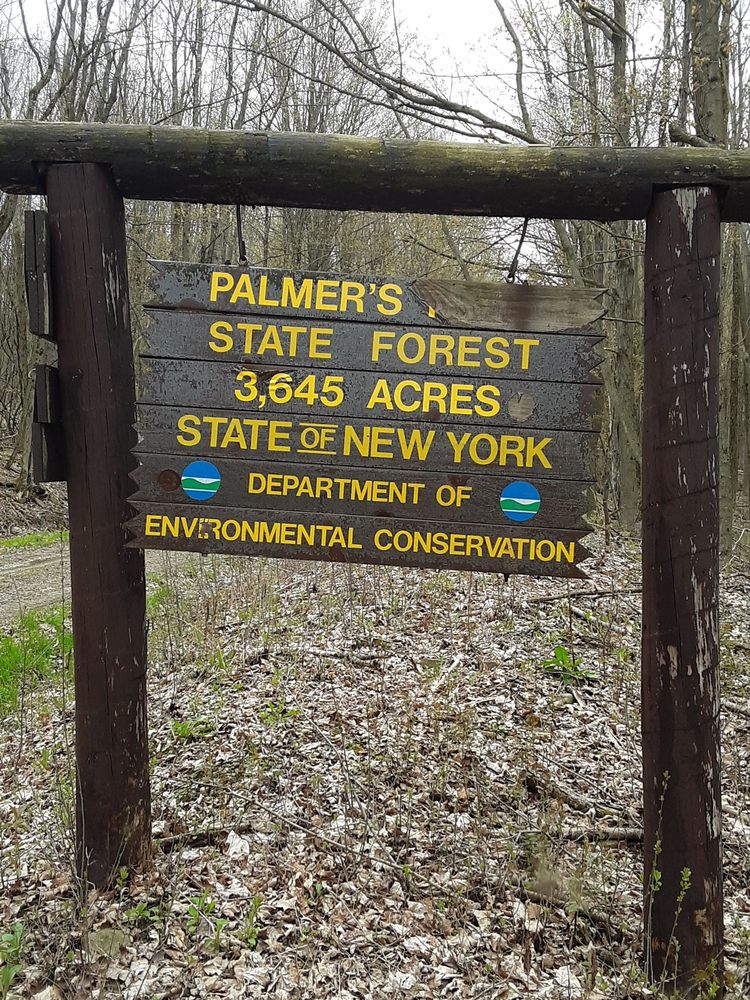 PALMER'S
STATE FOREST
3,645 ACRES
STATE OF NEW YORK
DEPARTMENT OF
ENVIRONMENTAL CONSERVATION